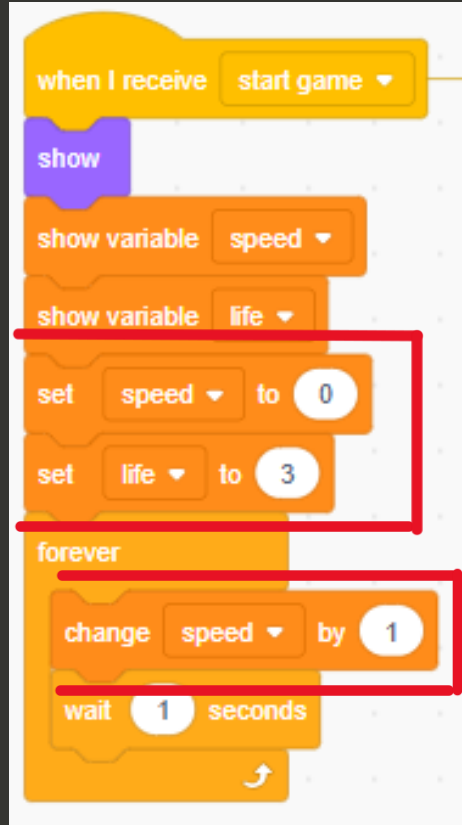 when I receive start game
show
show variable speed
show variable life
set speed to 0
set life to 3
forever
change speed by 1
wait 1 seconds